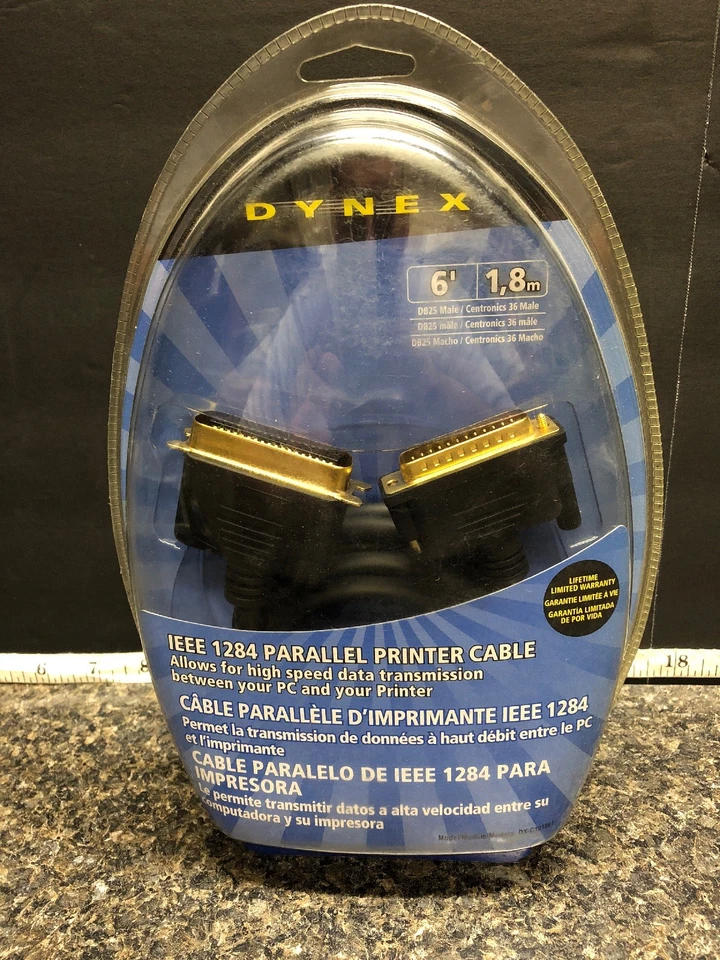 DYNEX
6' 1,8m
DB25 Male / Centronics 36 Male
DB25 mâle / Centronics 36 mâle
DB25 Macho / Centronics 36 Macho
LIFETIME
LIMITED WARRANTY
GARANTIE LIMITÉE À VIE
GARANTÍA LIMITADA
DE POR VIDA
IEEE 1284 PARALLEL PRINTER CABLE
Allows for high speed data transmission
between your PC and your Printer
CÂBLE PARALLÈLE D'IMPRIMANTE IEEE 1284
Permet la transmission de données à haut débit entre le PC
et l'imprimante
CABLE PARALELO DE IEEE 1284 PARA
IMPRESORA
Le permite transmitir datos a alta velocidad entre su
computadora y su impresora
6 7 8 18